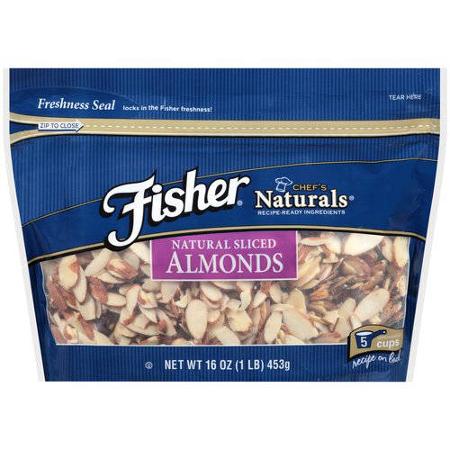 Freshness Seal locks in the Fisher freshness!
TEAR HERE
ZIP TO CLOSE
Fisher®
CHEF'S
Naturals®
RECIPE-READY INGREDIENTS
NATURAL SLICED
ALMONDS
5 cups
recipe on back
NET WT 16 OZ (1 LB) 453g